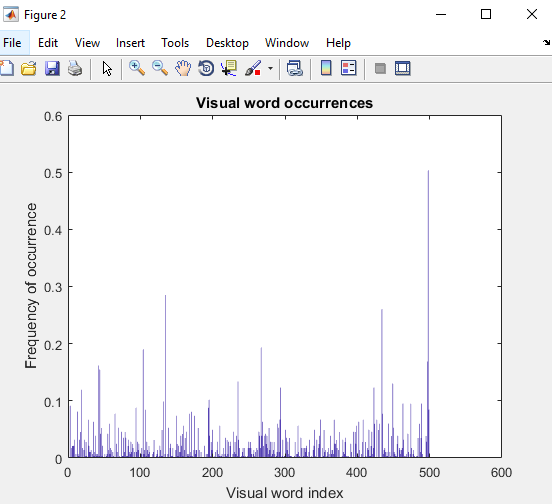 Figure 2
File Edit View Insert Tools Desktop Window Help
Visual word occurrences
0.6
0.5
0.4
0.3
0.2
0.1
0
Frequency of occurrence
0 100 200 300 400 500 600
Visual word index